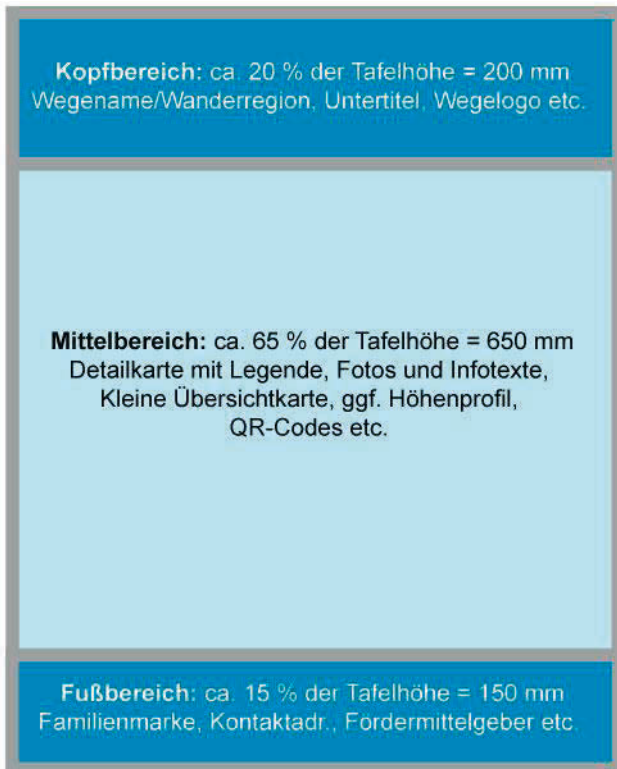 Kopfbereich: ca. 20 % der Tafelhöhe = 200 mm
Wegename/Wanderregion, Untertitel, Wegelogo etc.
Mittelbereich: ca. 65 % der Tafelhöhe = 650 mm
Detailkarte mit Legende, Fotos und Infotexte,
Kleine Übersichtkarte, ggf. Höhenprofil,
QR-Codes etc.
Fußbereich: ca. 15 % der Tafelhöhe = 150 mm
Familienmarke, Kontaktadr., Fördermittelgeber etc.